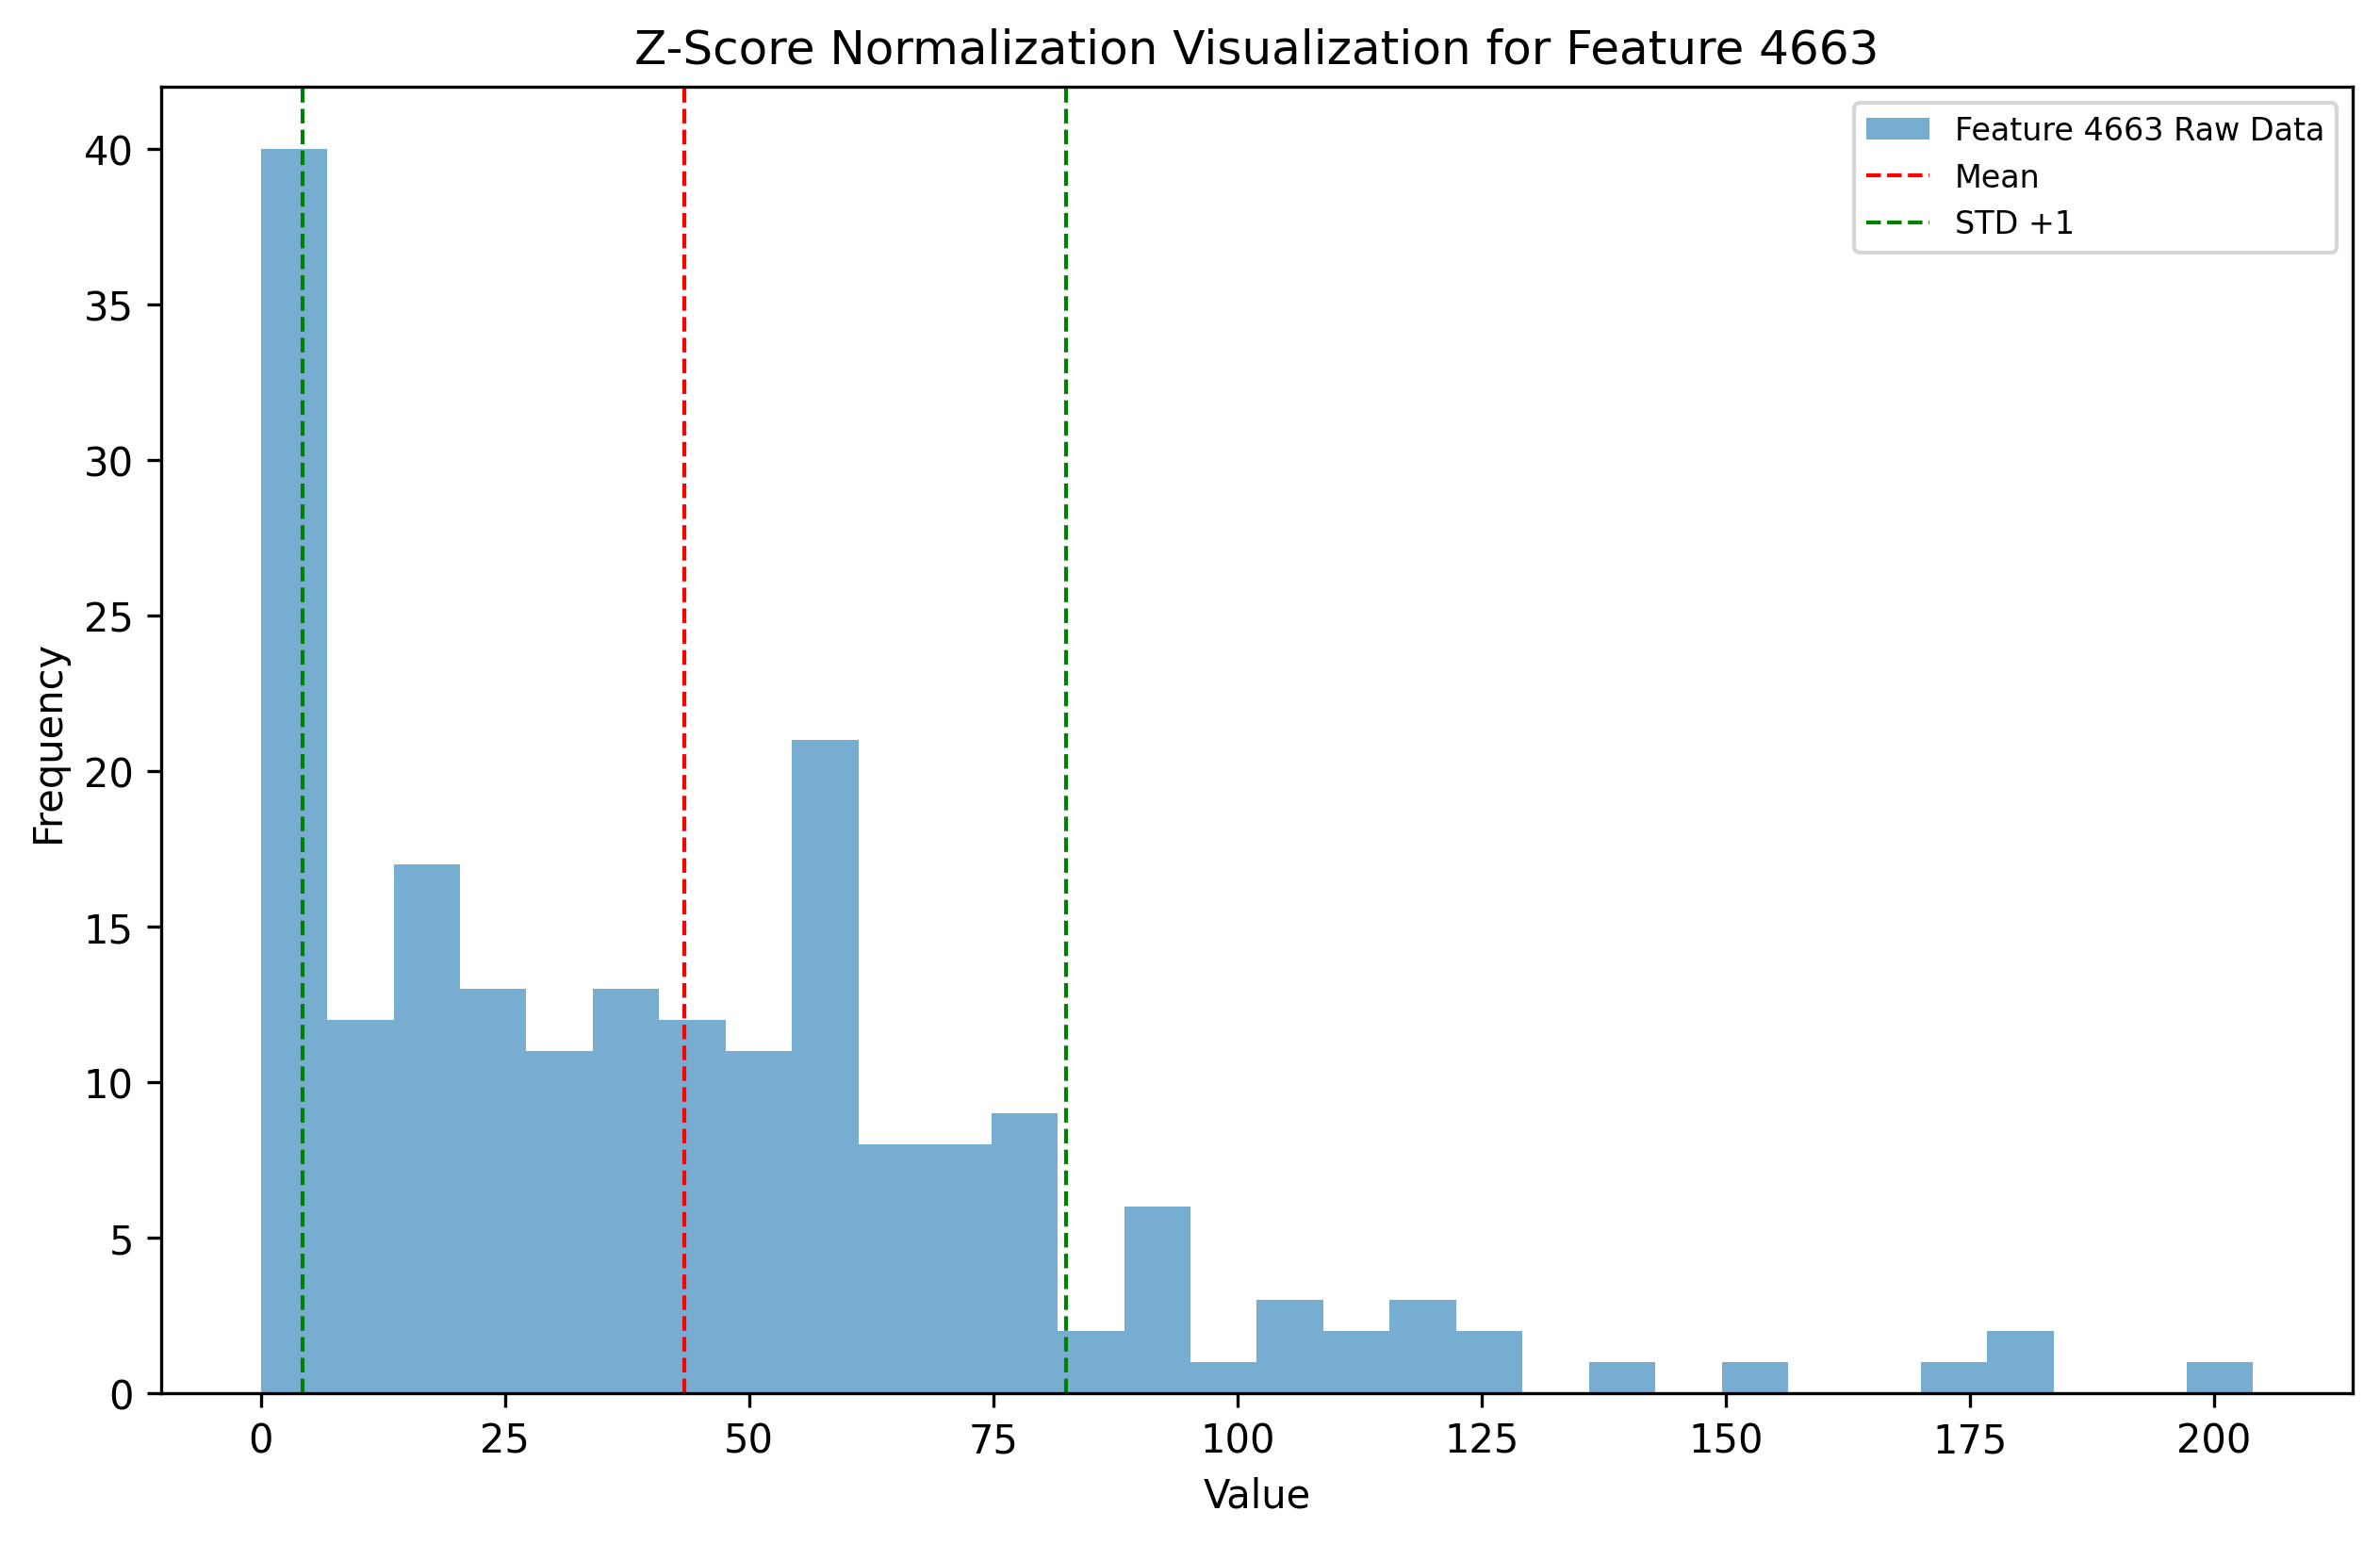 Z-Score Normalization Visualization for Feature 4663
Feature 4663 Raw Data
Mean
STD +1
40
35
30
25
20
15
10
5
0
Frequency
0 25 50 75 100 125 150 175 200
Value